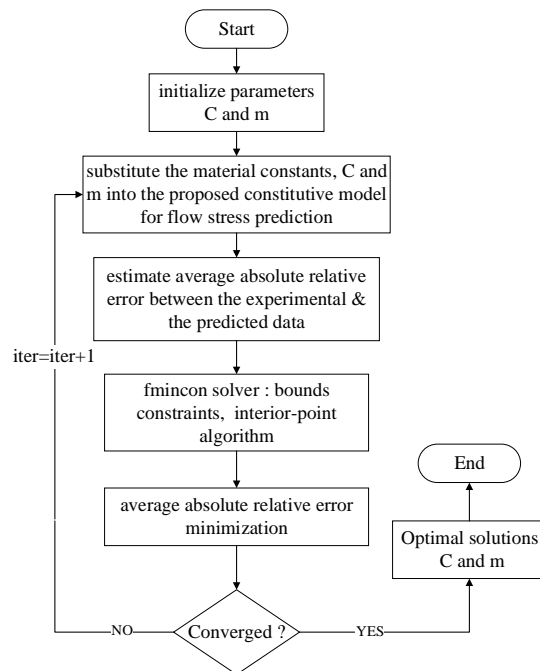 Start
initialize parameters
C and m
substitute the material constants, C and
m into the proposed constitutive model
for flow stress prediction
estimate average absolute relative
error between the experimental &
the predicted data
iter=iter+1
fmincon solver : bounds
constraints, interior-point
algorithm
average absolute relative error
minimization
Converged ?
NO
YES
Optimal solutions
C and m
End